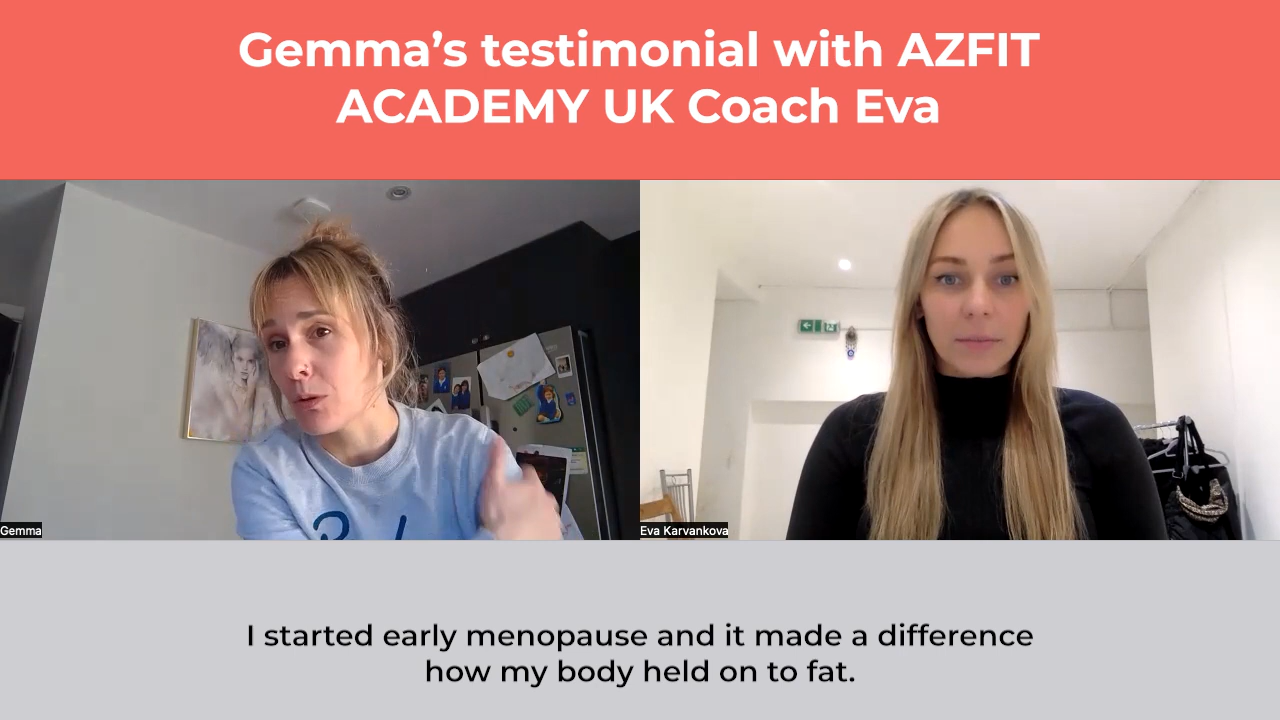 Gemma’s testimonial with AZFIT
ACADEMY UK Coach Eva
Gemma
Eva Karvankova
I started early menopause and it made a difference
how my body held on to fat.